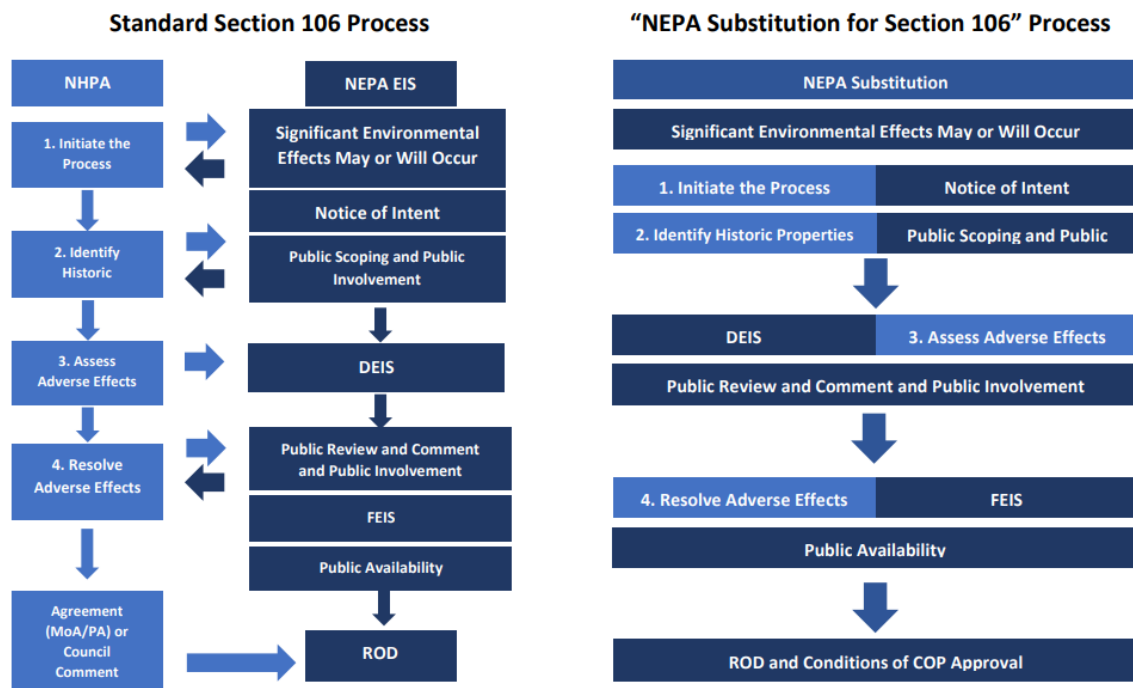 Standard Section 106 Process
NHPA
NEPA EIS
1. Initiate the
Process
Significant Environmental
Effects May or Will Occur
Notice of Intent
2. Identify
Historic
Public Scoping and Public
Involvement
3. Assess
Adverse Effects
DEIS
4. Resolve
Adverse Effects
Public Review and Comment
and Public Involvement
FEIS
Public Availability
Agreement
(MoA/PA) or
Council
Comment
ROD
“NEPA Substitution for Section 106” Process
NEPA Substitution
Significant Environmental Effects May or Will Occur
1. Initiate the Process
Notice of Intent
2. Identify Historic Properties
Public Scoping and Public
DEIS
3. Assess Adverse Effects
Public Review and Comment and Public Involvement
4. Resolve Adverse Effects
FEIS
Public Availability
ROD and Conditions of COP Approval